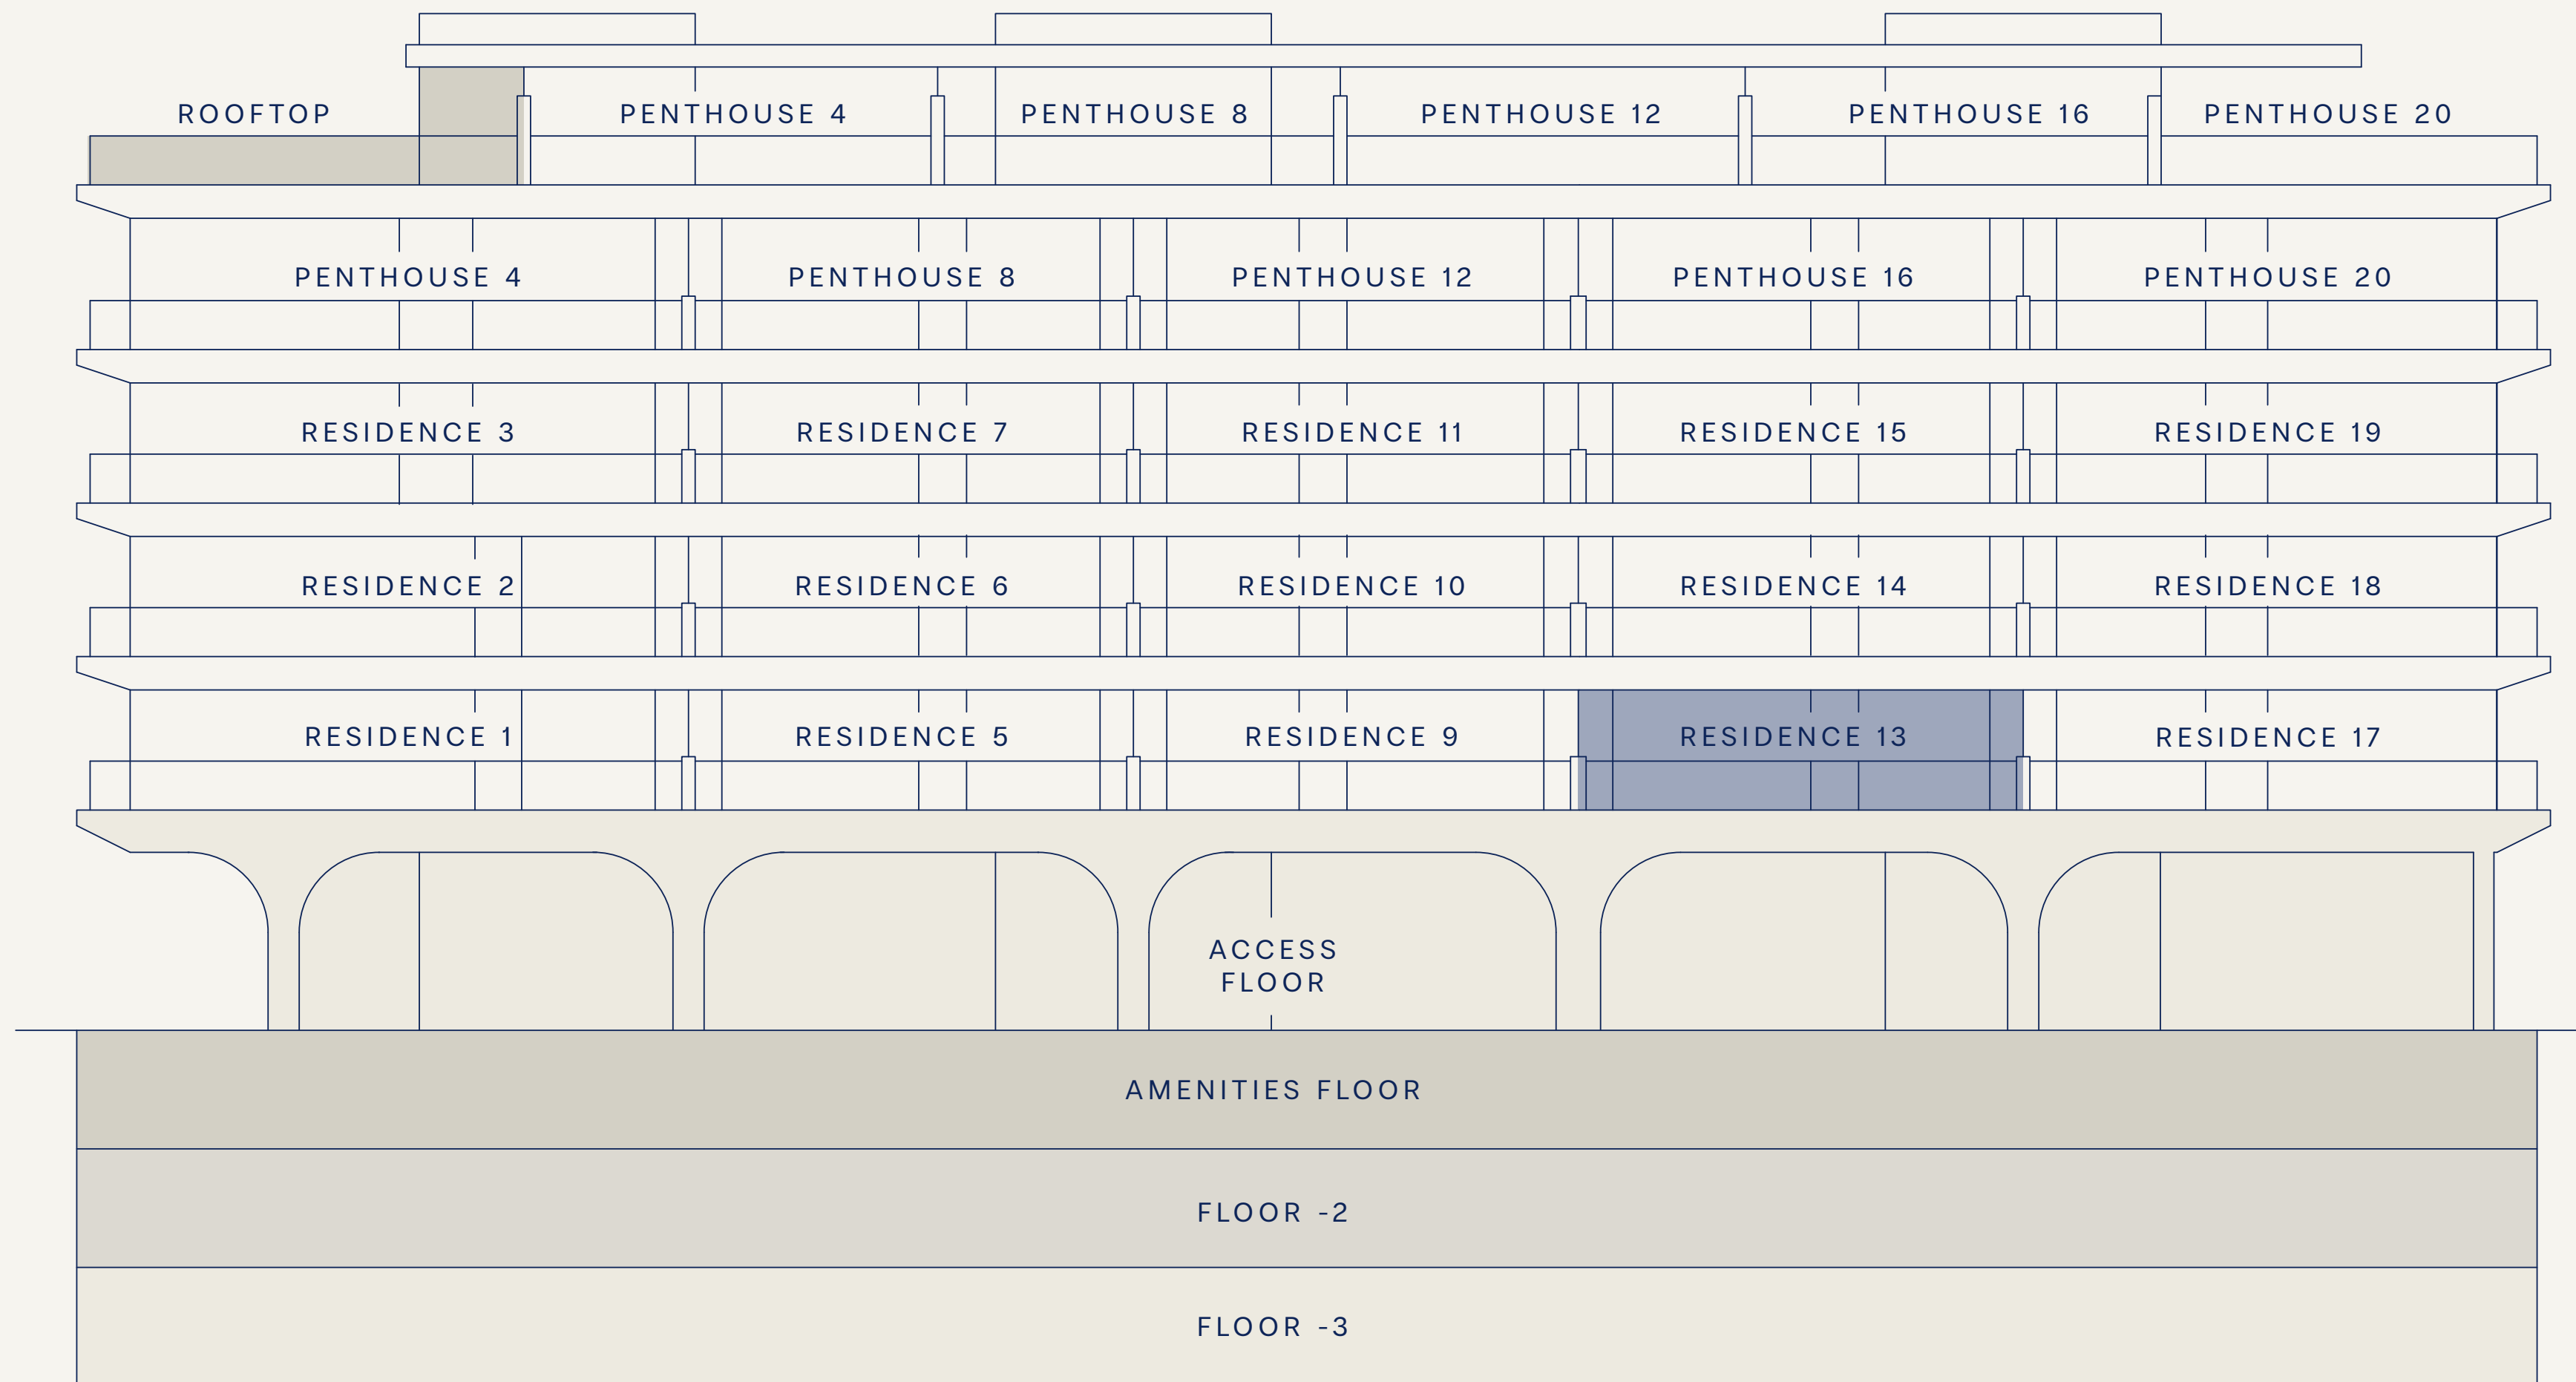 ROOFTOP
PENTHOUSE 4
PENTHOUSE 8
PENTHOUSE 12
PENTHOUSE 16
PENTHOUSE 20
PENTHOUSE 4
PENTHOUSE 8
PENTHOUSE 12
PENTHOUSE 16
PENTHOUSE 20
RESIDENCE 3
RESIDENCE 7
RESIDENCE 11
RESIDENCE 15
RESIDENCE 19
RESIDENCE 2
RESIDENCE 6
RESIDENCE 10
RESIDENCE 14
RESIDENCE 18
RESIDENCE 1
RESIDENCE 5
RESIDENCE 9
RESIDENCE 13
RESIDENCE 17
ACCESS
FLOOR
AMENITIES FLOOR
FLOOR -2
FLOOR -3